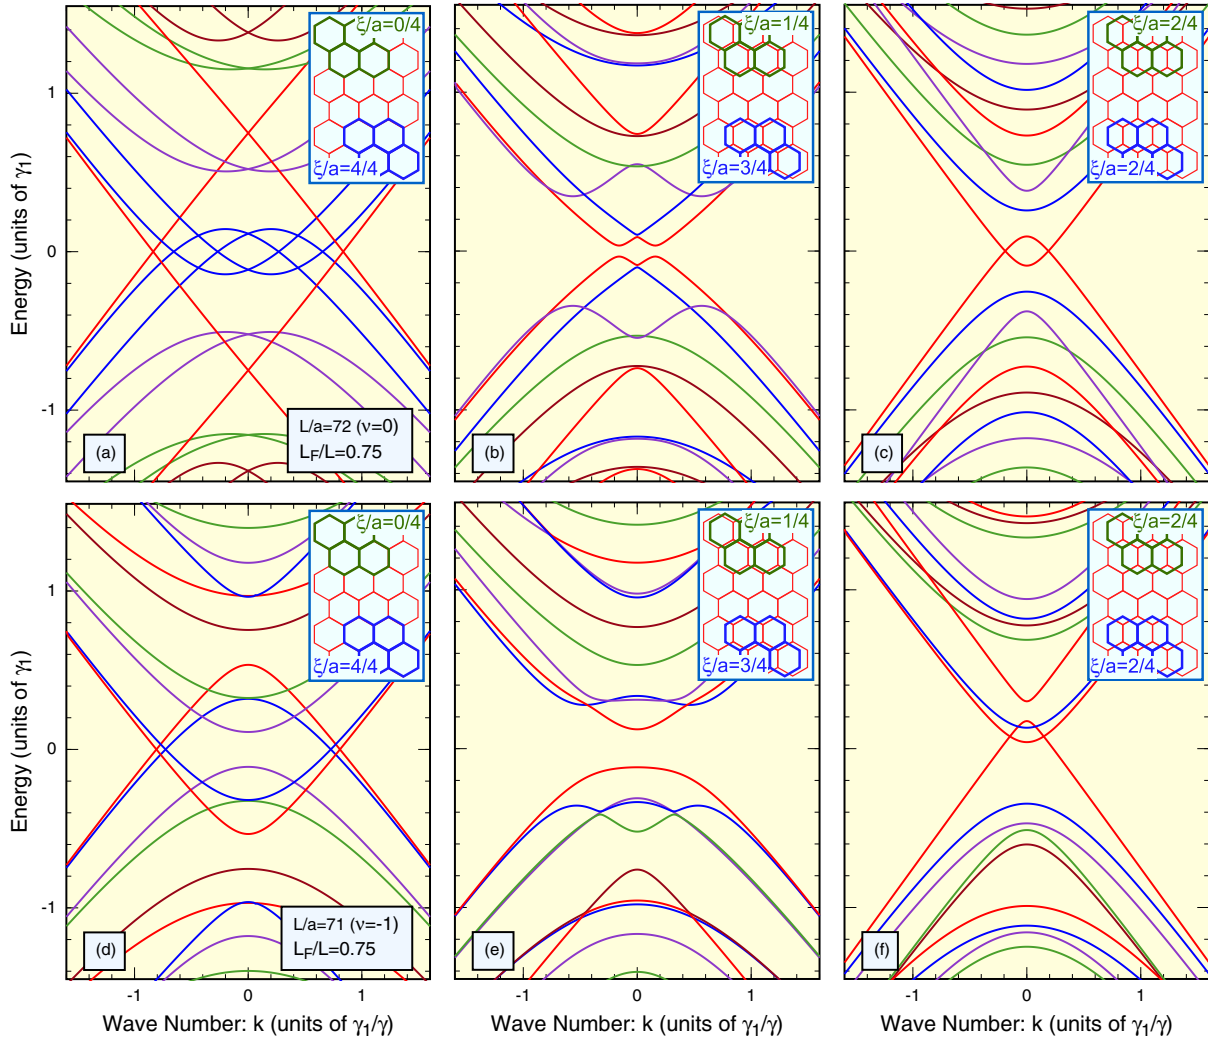 ξ/a=0/4
ξ/a=4/4
L/a=72 (ν=0)
L_F/L=0.75
(a)
ξ/a=1/4
ξ/a=3/4
(b)
ξ/a=2/4
ξ/a=2/4
(c)
Energy (units of γ₁)
1
0
-1
ξ/a=0/4
ξ/a=4/4
L/a=71 (ν=-1)
L_F/L=0.75
(d)
ξ/a=1/4
ξ/a=3/4
(e)
ξ/a=2/4
ξ/a=2/4
(f)
Energy (units of γ₁)
1
0
-1
-1 0 1
-1 0 1
-1 0 1
Wave Number: k (units of γ₁/γ)
Wave Number: k (units of γ₁/γ)
Wave Number: k (units of γ₁/γ)